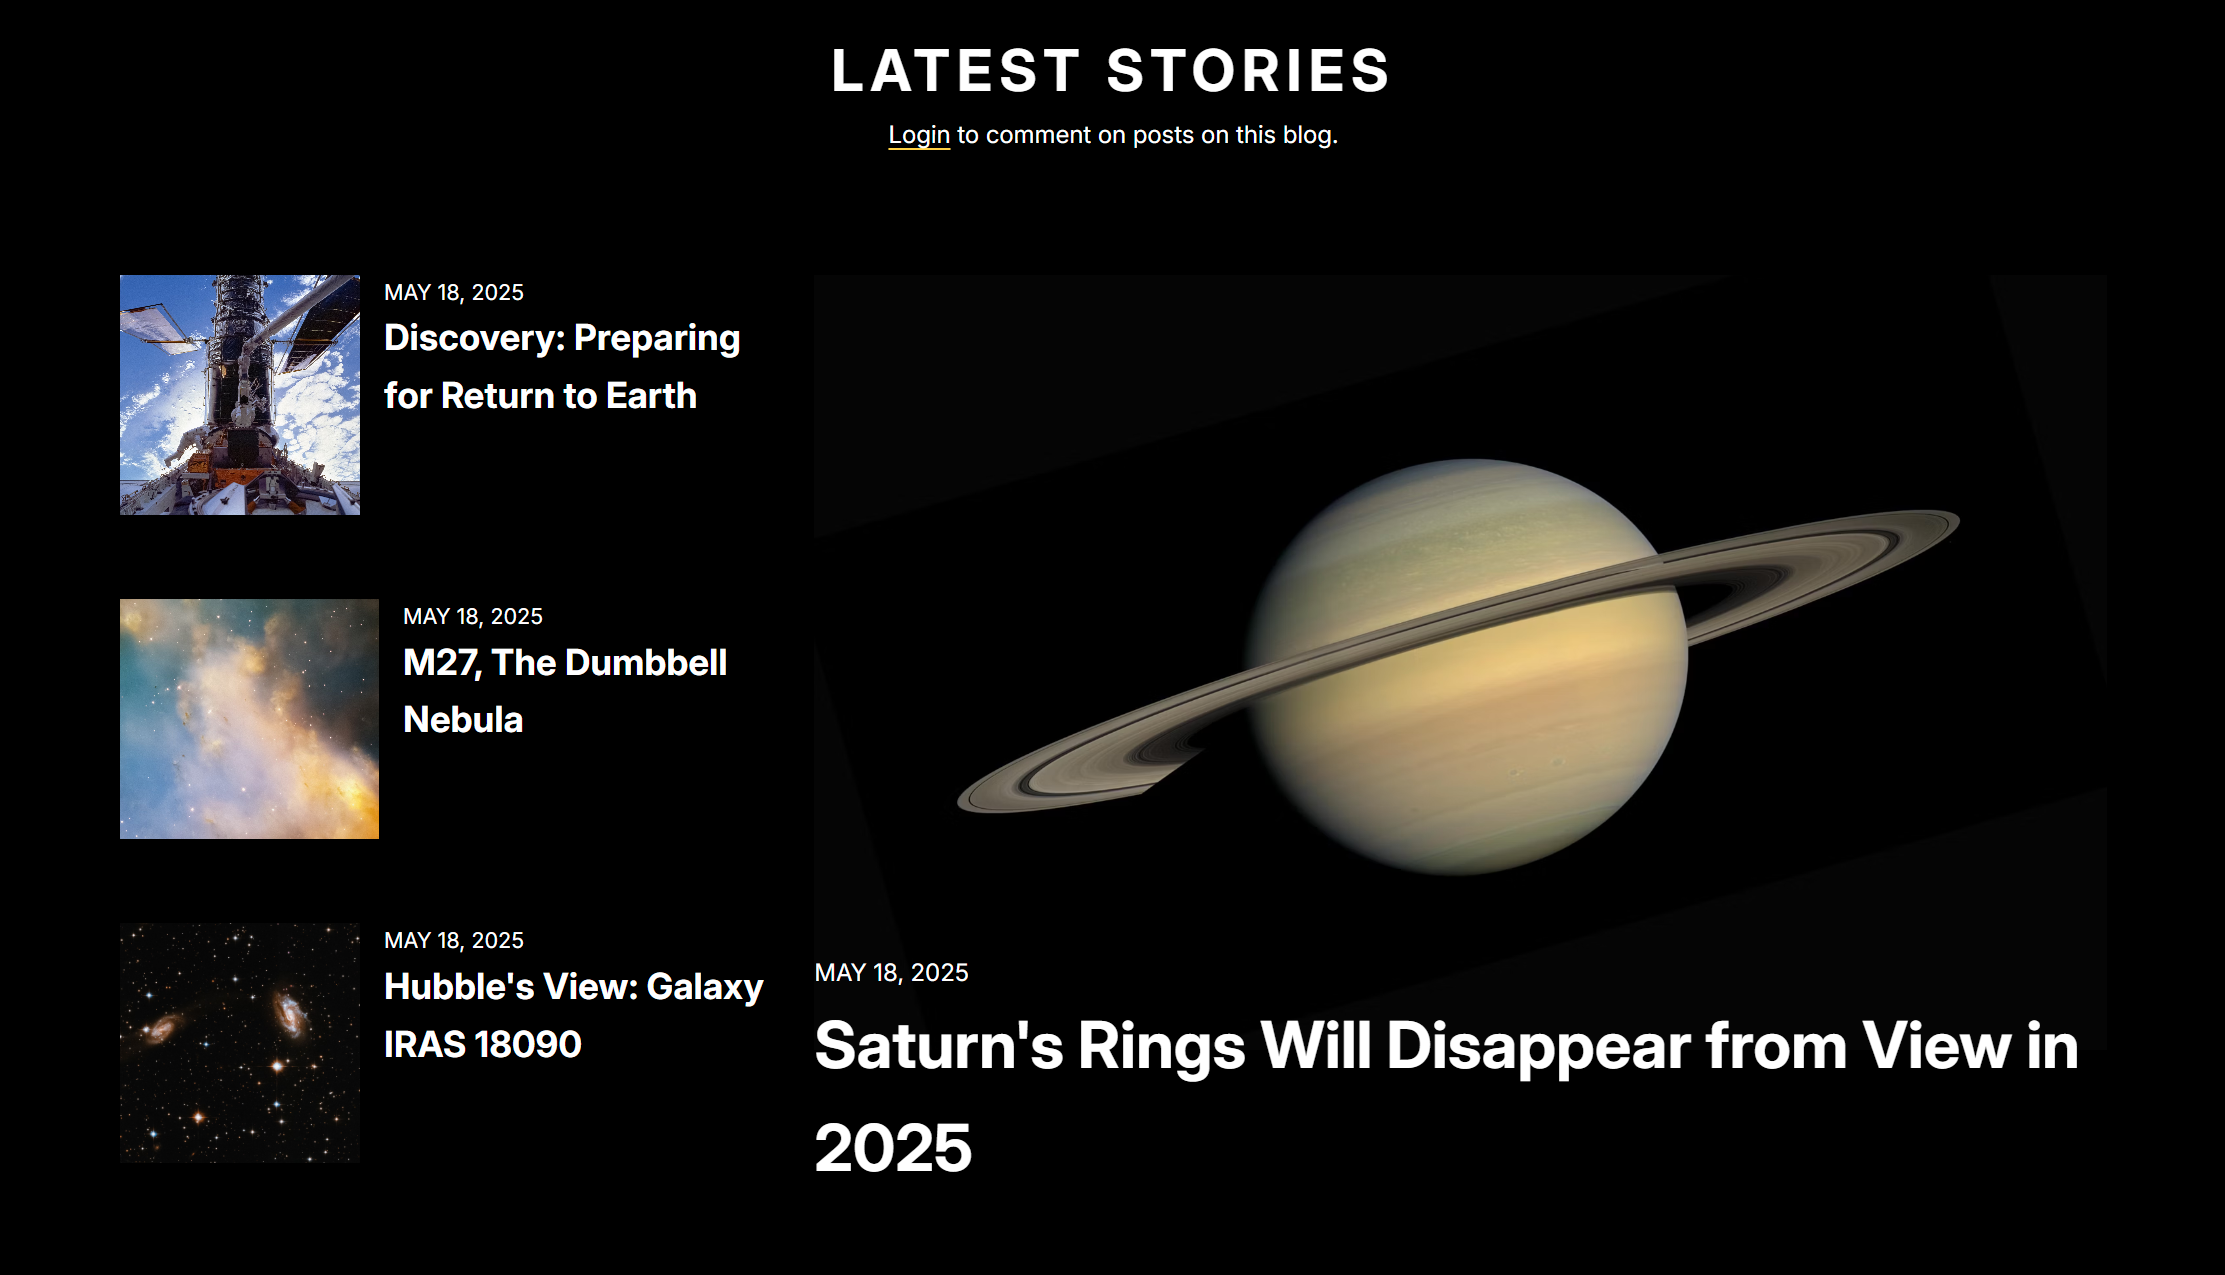 LATEST STORIES
Login to comment on posts on this blog.
MAY 18, 2025
Discovery: Preparing
for Return to Earth
MAY 18, 2025
M27, The Dumbbell
Nebula
MAY 18, 2025
Hubble's View: Galaxy
IRAS 18090
MAY 18, 2025
Saturn's Rings Will Disappear from View in
2025